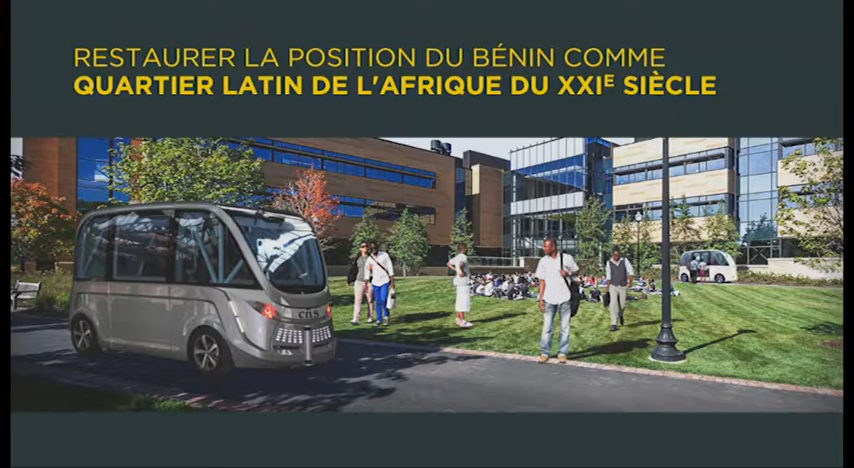 RESTAURER LA POSITION DU BÉNIN COMME
QUARTIER LATIN DE L'AFRIQUE DU XXIᴱ SIÈCLE